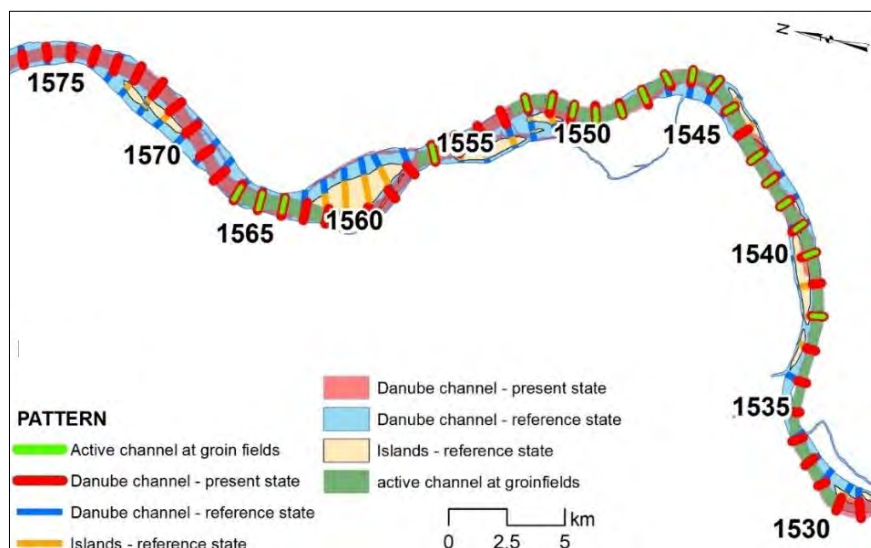 N
1575
1570
1565
1560
1555
1550
1545
1540
1535
1530
PATTERN
Active channel at groin fields
Danube channel - present state
Danube channel - reference state
Islands - reference state
Danube channel - present state
Danube channel - reference state
Islands - reference state
active channel at groinfields
km
0 2.5 5